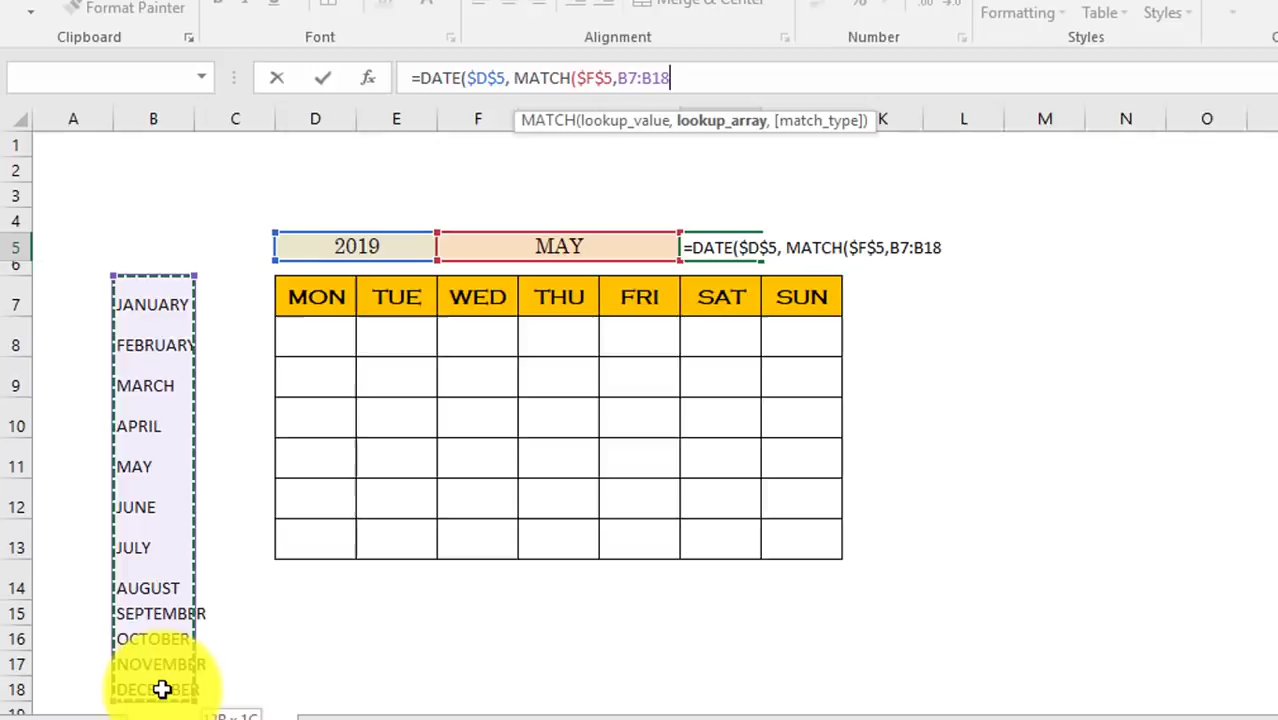 Format Painter
Merge & Center
Formatting Table Styles
Clipboard Font Alignment Number Styles
=DATE($D$5, MATCH($F$5,B7:B18
MATCH(lookup_value, lookup_array, [match_type])
A B C D E F K L M N O
1
2
3
4
5 2019 MAY =DATE($D$5, MATCH($F$5,B7:B18
6
7 JANUARY MON TUE WED THU FRI SAT SUN
8 FEBRUARY
9 MARCH
10 APRIL
11 MAY
12 JUNE
13 JULY
14 AUGUST
15 SEPTEMBER
16 OCTOBER
17 NOVEMBER
18 DECEMBER